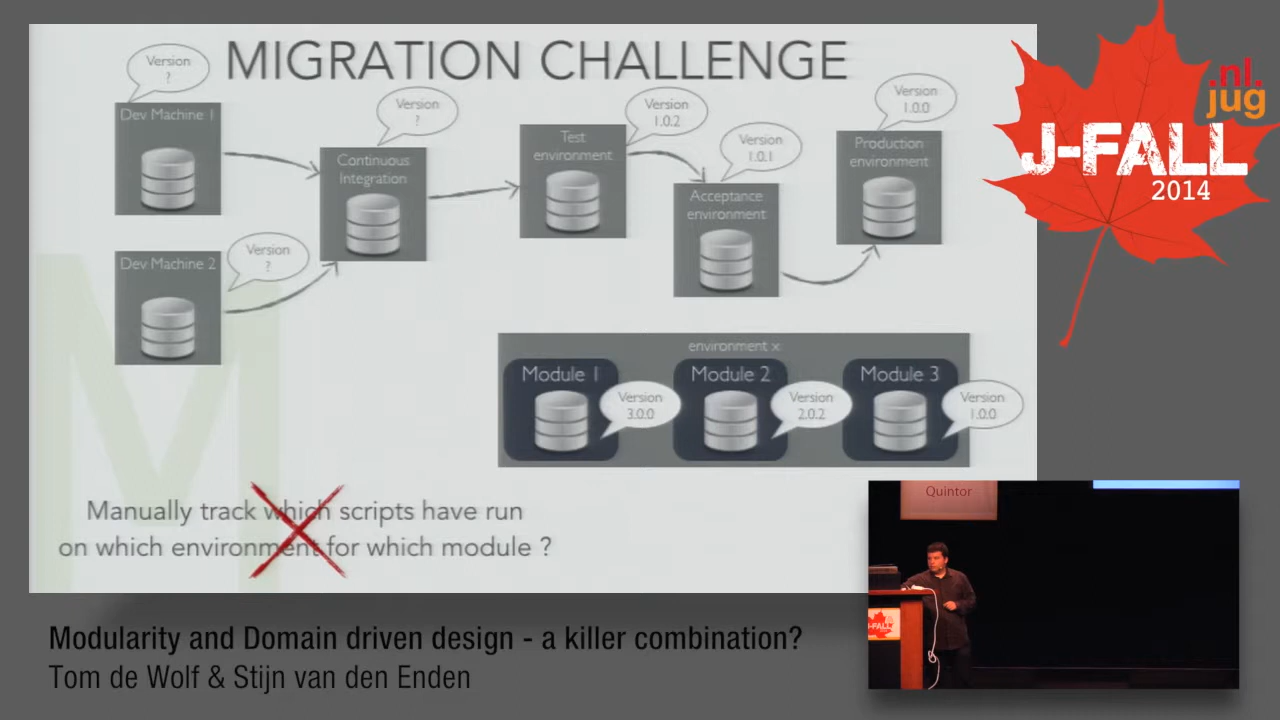 MIGRATION CHALLENGE
Version
?
Dev Machine 1
Version
?
Continuous
Integration
Version
?
Dev Machine 2
Version
1.0.2
Test
environment
Version
1.0.1
Acceptance
environment
Version
1.0.0
Production
environment
environment x
Module 1
Version
3.0.0
Module 2
Version
2.0.2
Module 3
Version
1.0.0
Manually track which scripts have run
on which environment for which module ?
.nl.
jug
J-FALL
2014
Quintor
J-FALL
Modularity and Domain driven design - a killer combination?
Tom de Wolf & Stijn van den Enden